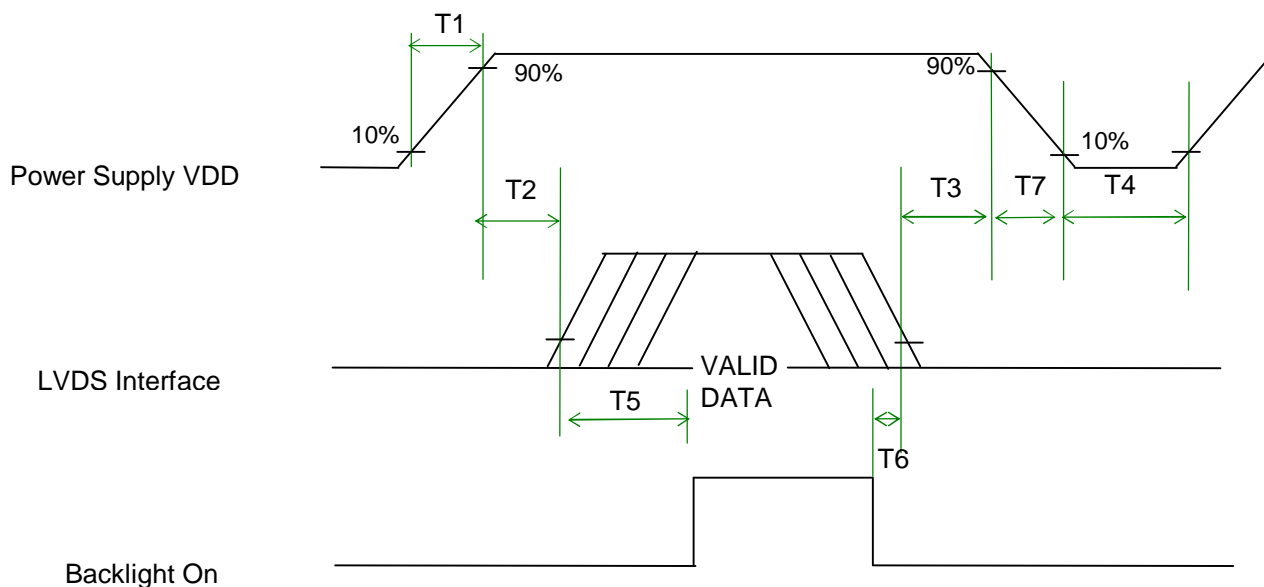 T1
90%
90%
10%
10%
Power Supply VDD
T2
T3
T7
T4
LVDS Interface
VALID
DATA
T5
T6
Backlight On